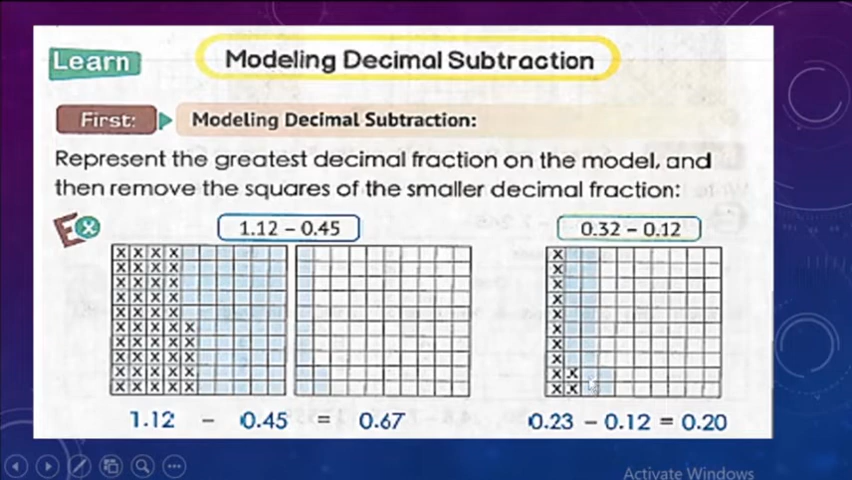 Learn
Modeling Decimal Subtraction
First:
Modeling Decimal Subtraction:
Represent the greatest decimal fraction on the model, and
then remove the squares of the smaller decimal fraction:
Ex
1.12 – 0.45
0.32 – 0.12
X X X X
X X X X
X X X X
X X X X
X X X X
X X X X X
X X X X X
X X X X X
X X X X X
X X X X X
X
X
X
X
X
X
X
X
X X
X X
1.12 – 0.45 = 0.67
0.23 – 0.12 = 0.20
Activate Windows